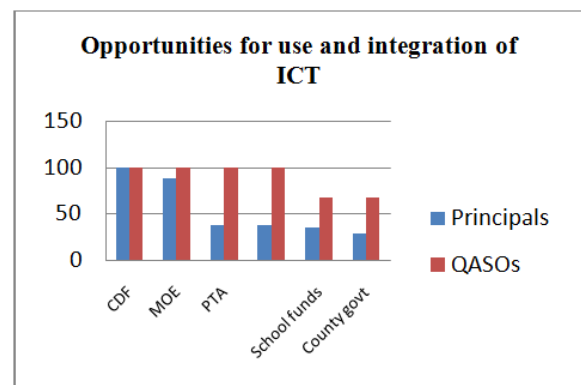 Opportunities for use and integration of
ICT
150
100
50
0
CDF
MOE
PTA
School funds
County govt
Principals
QASOs